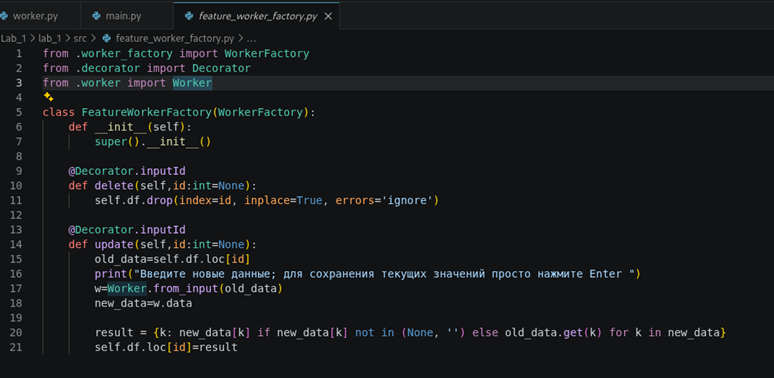 worker.py main.py feature_worker_factory.py
Lab_1 > lab_1 > src > feature_worker_factory.py > ...
1 from .worker_factory import WorkerFactory
2 from .decorator import Decorator
3 from .worker import Worker
4
5 class FeatureWorkerFactory(WorkerFactory):
6     def __init__(self):
7         super().__init__()
8
9     @Decorator.inputId
10     def delete(self,id:int=None):
11         self.df.drop(index=id, inplace=True, errors='ignore')
12
13     @Decorator.inputId
14     def update(self,id:int=None):
15         old_data=self.df.loc[id]
16         print("Введите новые данные; для сохранения текущих значений просто нажмите Enter ")
17         w=Worker.from_input(old_data)
18         new_data=w.data
19
20         result = {k: new_data[k] if new_data[k] not in (None, '') else old_data.get(k) for k in new_data}
21         self.df.loc[id]=result